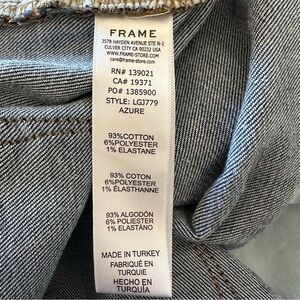 FRAME
3578 HAYDEN AVENUE STE N-1
CULVER CITY CA 90232 USA
WWW.FRAME-STORE.COM
care@frame-store.com
RN# 139021
CA# 19371
PO# 1385900
STYLE: LGJ779
AZURE
93%COTTON
6%POLYESTER
1% ELASTANE
93% COTON
6%POLYESTER
1% ÉLASTHANNE
93% ALGODÓN
6% POLIESTER
1% ELASTANO
MADE IN TURKEY
FABRIQUÉ EN
TURQUIE
HECHO EN
TURQUÍA